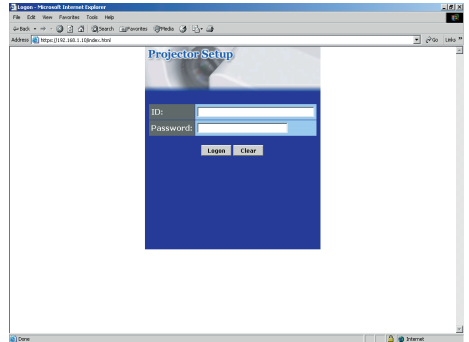 Logon - Microsoft Internet Explorer
File Edit View Favorites Tools Help
Back Search Favorites Media
Address https://192.168.1.10/index.html Go Links »
Projector Setup
ID:
Password:
Logon Clear
Done Internet